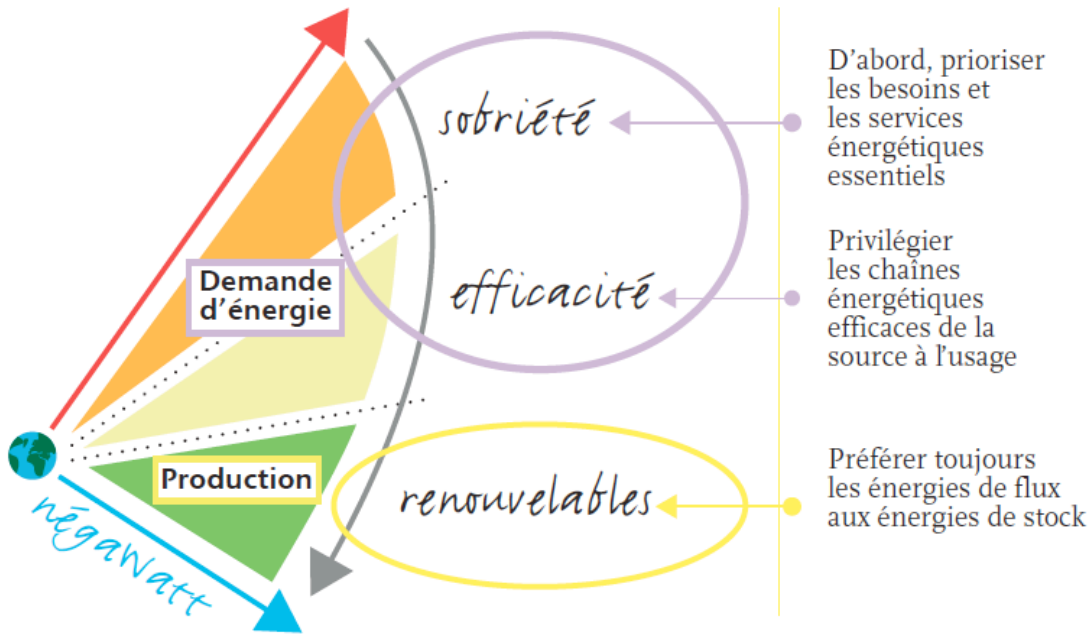 sobriété
D'abord, prioriser
les besoins et
les services
énergétiques
essentiels
Demande
d'énergie
efficacité
Privilégier
les chaînes
énergétiques
efficaces de la
source à l'usage
Production
renouvelables
Préférer toujours
les énergies de flux
aux énergies de stock
négaWatt